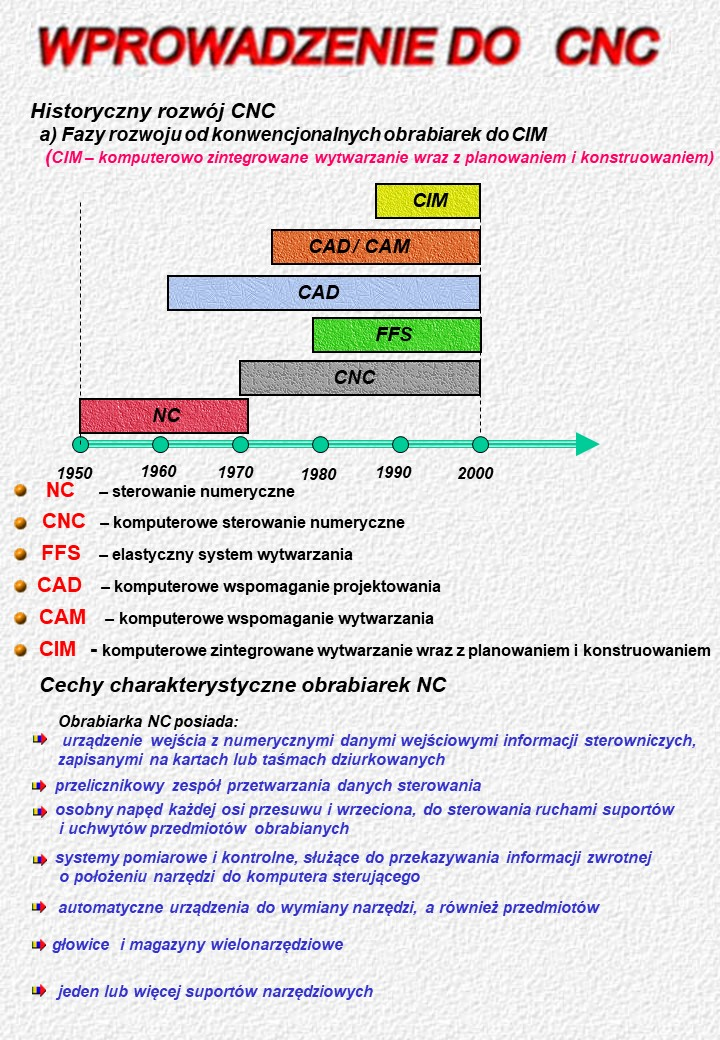 WPROWADZENIE DO CNC
Historyczny rozwój CNC
a) Fazy rozwoju od konwencjonalnych obrabiarek do CIM
(CIM – komputerowo zintegrowane wytwarzanie wraz z planowaniem i konstruowaniem)
CIM
CAD/ CAM
CAD
FFS
CNC
NC
1950 1960 1970 1980 1990 2000
NC – sterowanie numeryczne
CNC – komputerowe sterowanie numeryczne
FFS – elastyczny system wytwarzania
CAD – komputerowe wspomaganie projektowania
CAM – komputerowe wspomaganie wytwarzania
CIM - komputerowe zintegrowane wytwarzanie wraz z planowaniem i konstruowaniem
Cechy charakterystyczne obrabiarek NC
Obrabiarka NC posiada:
urządzenie wejścia z numerycznymi danymi wejściowymi informacji sterowniczych,
zapisanymi na kartach lub taśmach dziurkowanych
przelicznikowy zespół przetwarzania danych sterowania
osobny napęd każdej osi przesuwu i wrzeciona, do sterowania ruchami suportów
i uchwytów przedmiotów obrabianych
systemy pomiarowe i kontrolne, służące do przekazywania informacji zwrotnej
o położeniu narzędzi do komputera sterującego
automatyczne urządzenia do wymiany narzędzi, a również przedmiotów
głowice i magazyny wielonarzędziowe
jeden lub więcej suportów narzędziowych